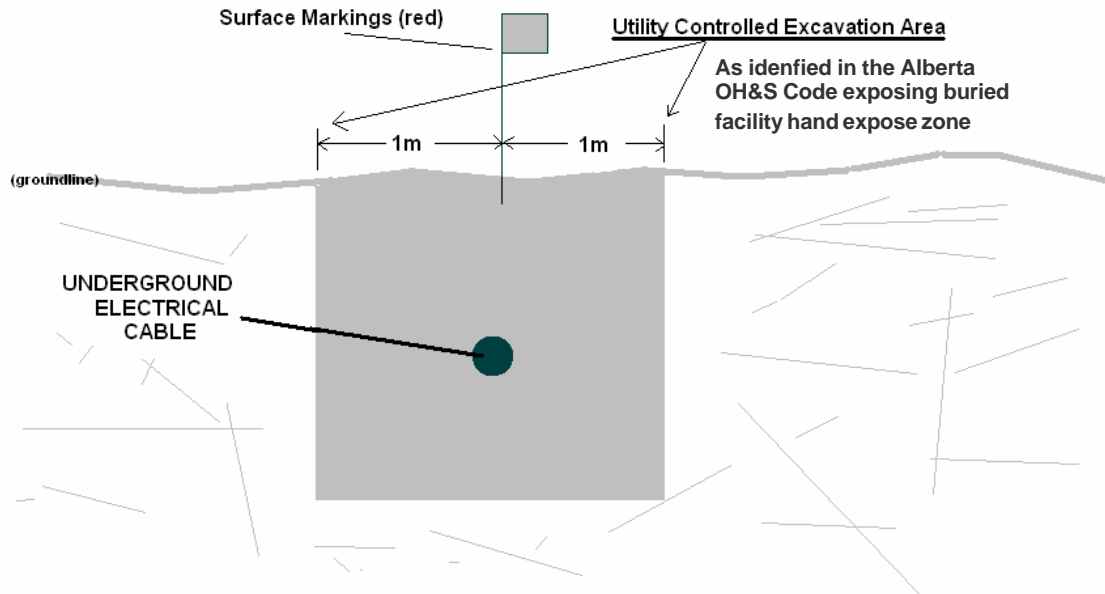 Surface Markings (red)
Utility Controlled Excavation Area
As idenfied in the Alberta
OH&S Code exposing buried
facility hand expose zone
1m
1m
(groundline)
UNDERGROUND
ELECTRICAL
CABLE